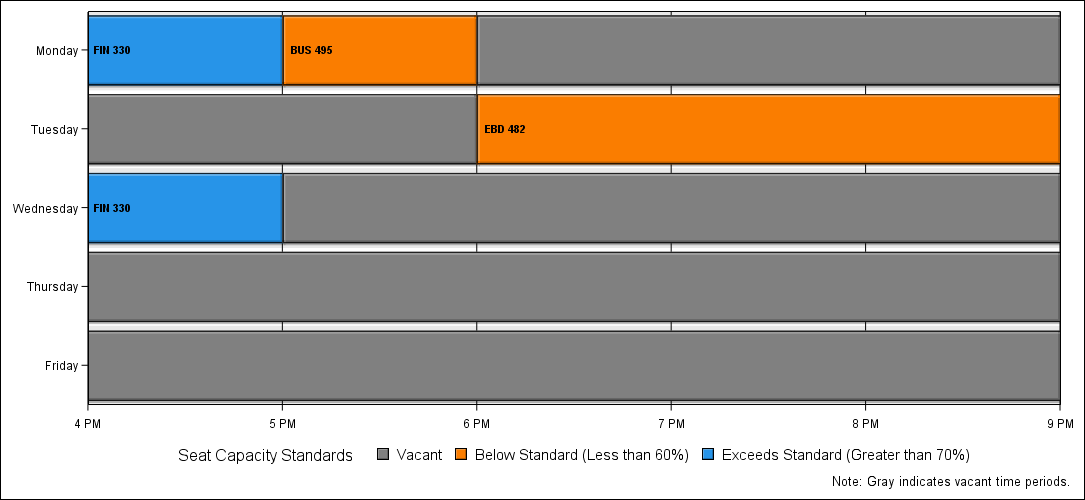 Monday
FIN 330
BUS 495
Tuesday
EBD 482
Wednesday
FIN 330
Thursday
Friday
4 PM
5 PM
6 PM
7 PM
8 PM
9 PM
Seat Capacity Standards
Vacant
Below Standard (Less than 60%)
Exceeds Standard (Greater than 70%)
Note: Gray indicates vacant time periods.